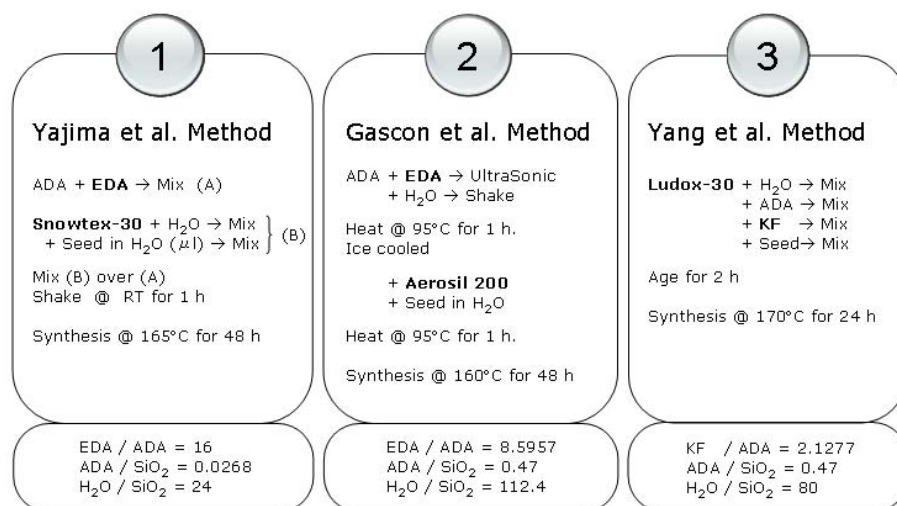 1
Yajima et al. Method
ADA + EDA → Mix (A)
Snowtex-30 + H₂O → Mix
+ Seed in H₂O (μl) → Mix } (B)
Mix (B) over (A)
Shake @ RT for 1 h
Synthesis @ 165°C for 48 h
EDA / ADA = 16
ADA / SiO₂ = 0.0268
H₂O / SiO₂ = 24
2
Gascon et al. Method
ADA + EDA → UltraSonic
+ H₂O → Shake
Heat @ 95°C for 1 h.
Ice cooled
+ Aerosil 200
+ Seed in H₂O
Heat @ 95°C for 1 h.
Synthesis @ 160°C for 48 h
EDA / ADA = 8.5957
ADA / SiO₂ = 0.47
H₂O / SiO₂ = 112.4
3
Yang et al. Method
Ludox-30 + H₂O → Mix
+ ADA → Mix
+ KF → Mix
+ Seed→ Mix
Age for 2 h
Synthesis @ 170°C for 24 h
KF / ADA = 2.1277
ADA / SiO₂ = 0.47
H₂O / SiO₂ = 80